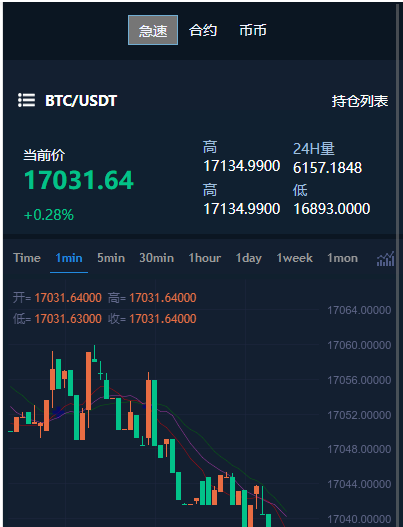 急速 合约 币币
BTC/USDT 持仓列表
当前价
17031.64
+0.28%
高
17134.9900
24H量
6157.1848
高
17134.9900
低
16893.0000
Time 1min 5min 30min 1hour 1day 1week 1mon
开= 17031.64000 高= 17031.64000
低= 17031.63000 收= 17031.64000
17064.00000
17060.00000
17056.00000
17052.00000
17048.00000
17044.00000
17040.00000